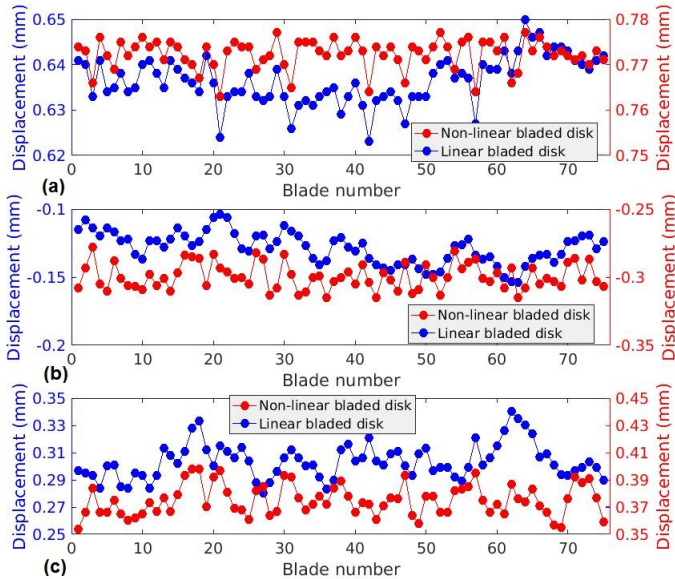 Displacement (mm)
0.65
0.64
0.63
0.62
0 10 20 30 40 50 60 70
0.78
0.77
0.76
0.75
Displacement (mm)
Non-linear bladed disk
Linear bladed disk
(a)
Blade number
Displacement (mm)
-0.1
-0.15
-0.2
0 10 20 30 40 50 60 70
-0.25
-0.3
-0.35
Displacement (mm)
Non-linear bladed disk
Linear bladed disk
(b)
Blade number
Displacement (mm)
0.35
0.33
0.31
0.29
0.27
0.25
0 10 20 30 40 50 60 70
0.45
0.43
0.41
0.39
0.37
0.35
Displacement (mm)
Non-linear bladed disk
Linear bladed disk
(c)
Blade number